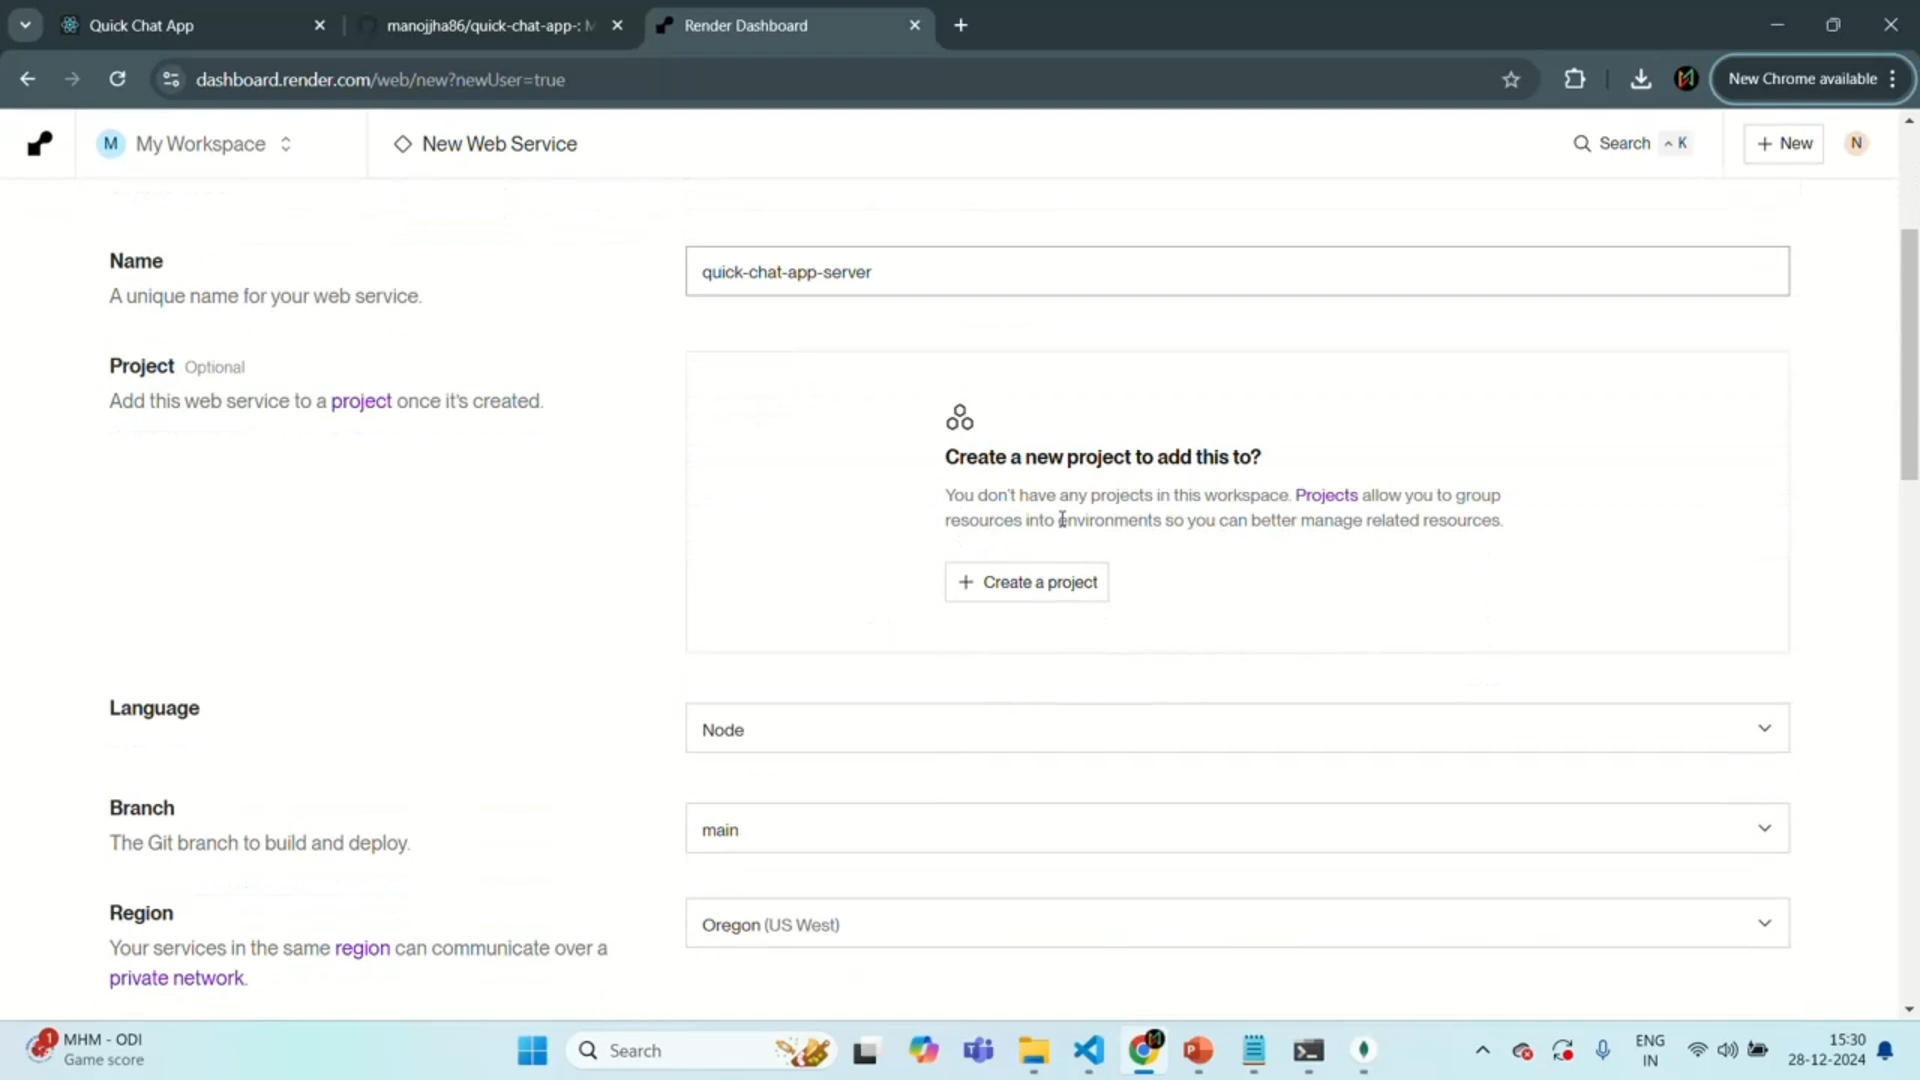 Quick Chat App
manojjha86/quick-chat-app-: M
Render Dashboard
dashboard.render.com/web/new?newUser=true
New Chrome available
M My Workspace
New Web Service
Search ^ K
+ New
N
Name
A unique name for your web service.
quick-chat-app-server
Project Optional
Add this web service to a project once it's created.
Create a new project to add this to?
You don't have any projects in this workspace. Projects allow you to group
resources into environments so you can better manage related resources.
+ Create a project
Language
Node
Branch
The Git branch to build and deploy.
main
Region
Your services in the same region can communicate over a
private network.
Oregon (US West)
1
MHM - ODI
Game score
Search
ENG
IN
15:30
28-12-2024